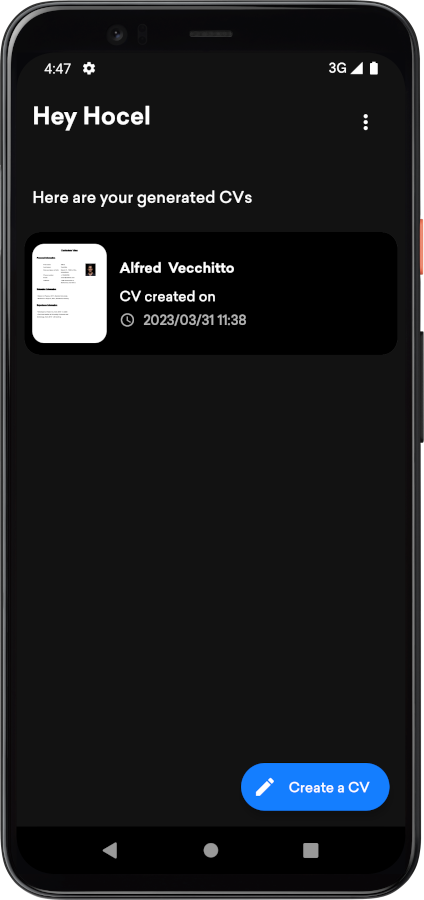 4:47
3G
Hey Hocel
Here are your generated CVs
Alfred Vecchitto
CV created on
2023/03/31 11:38
Create a CV